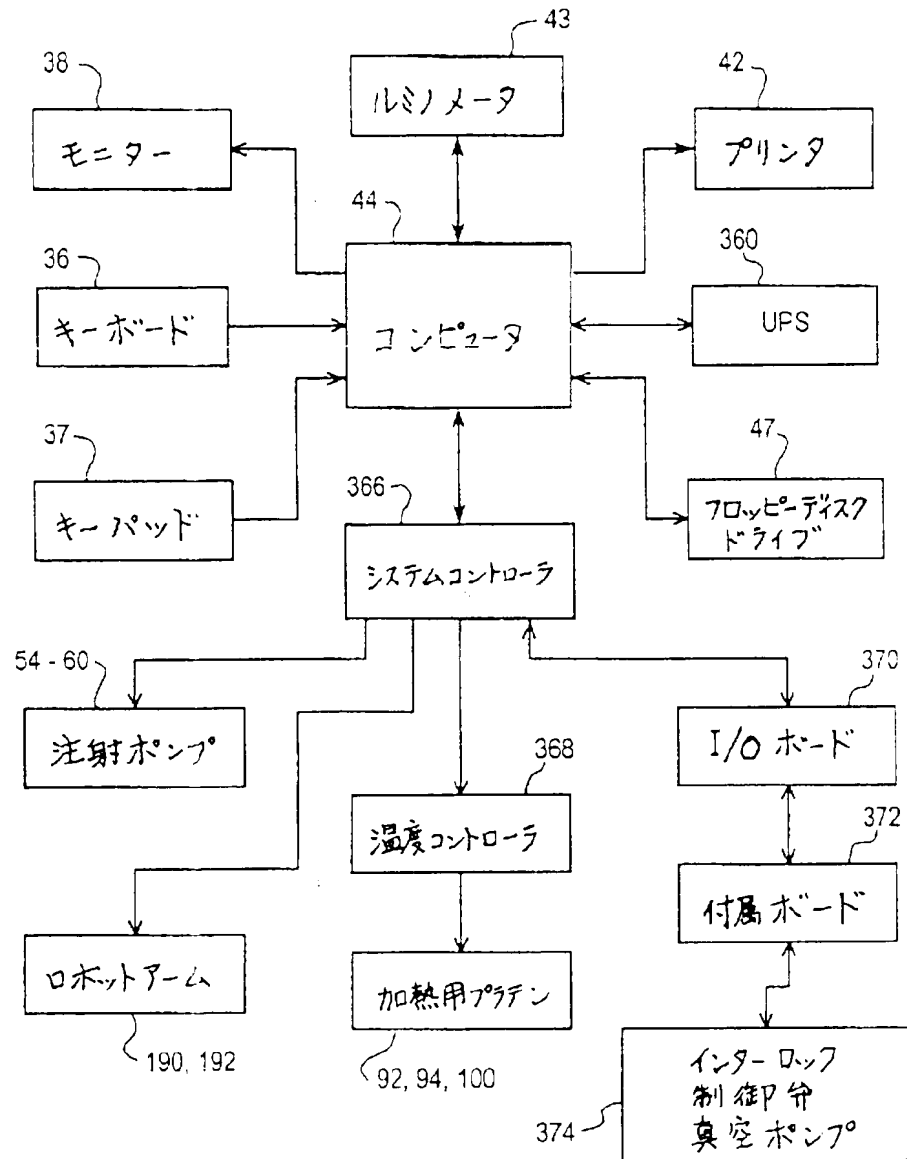 43
ルミノメータ
38
モニター
42
プリンタ
44
コンピュータ
36
キーボード
360
UPS
37
キーパッド
47
フロッピーディスク
ドライブ
366
システムコントローラ
54 - 60
注射ポンプ
370
I/O ボード
368
温度コントローラ
372
付属ボード
ロボットアーム
190, 192
加熱用プラテン
92, 94, 100
インターロック
制御弁
真空ポンプ
374